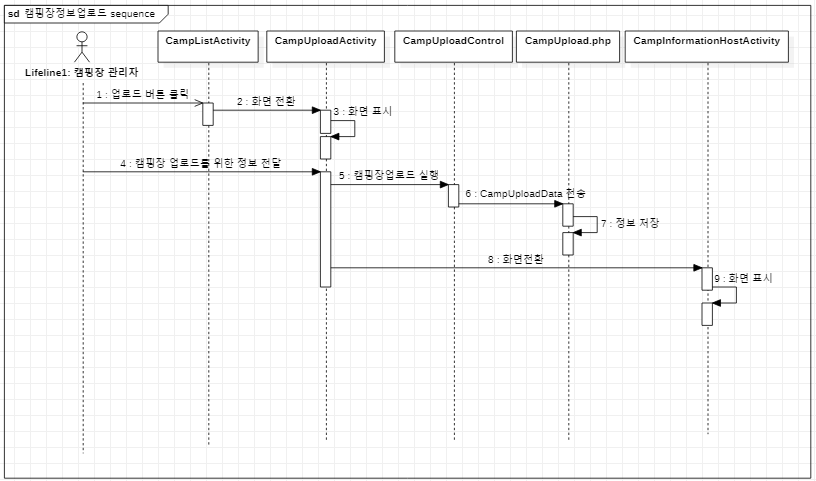 sd 캠핑장정보업로드 sequence
CampListActivity
CampUploadActivity
CampUploadControl
CampUpload.php
CampInformationHostActivity
Lifeline1: 캠핑장 관리자
1 : 업로드 버튼 클릭
2 : 화면 전환
3 : 화면 표시
4 : 캠핑장 업로드를 위한 정보 전달
5 : 캠핑장업로드 실행
6 : CampUploadData 전송
7 : 정보 저장
8 : 화면전환
9 : 화면 표시